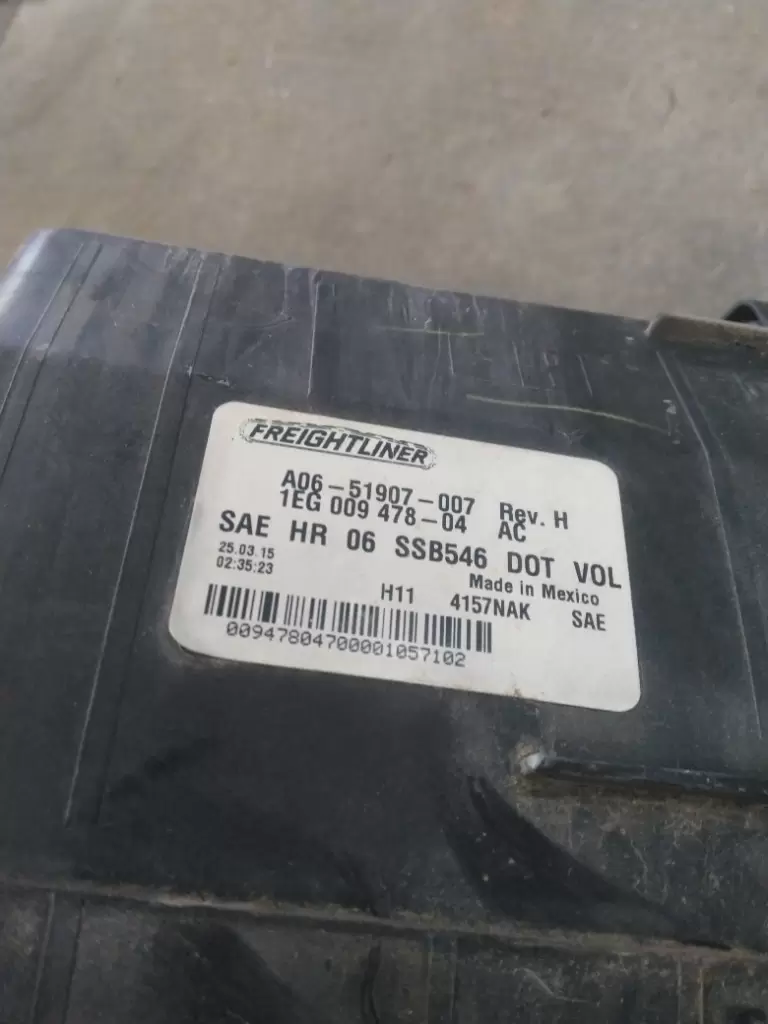 FREIGHTLINER
A06-51907-007 Rev. H
1EG 009 478-04 AC
SAE HR 06 SSB546 DOT VOL
25.03.15 Made in Mexico
02:35:23 H11 4157NAK SAE
00947804700001057102